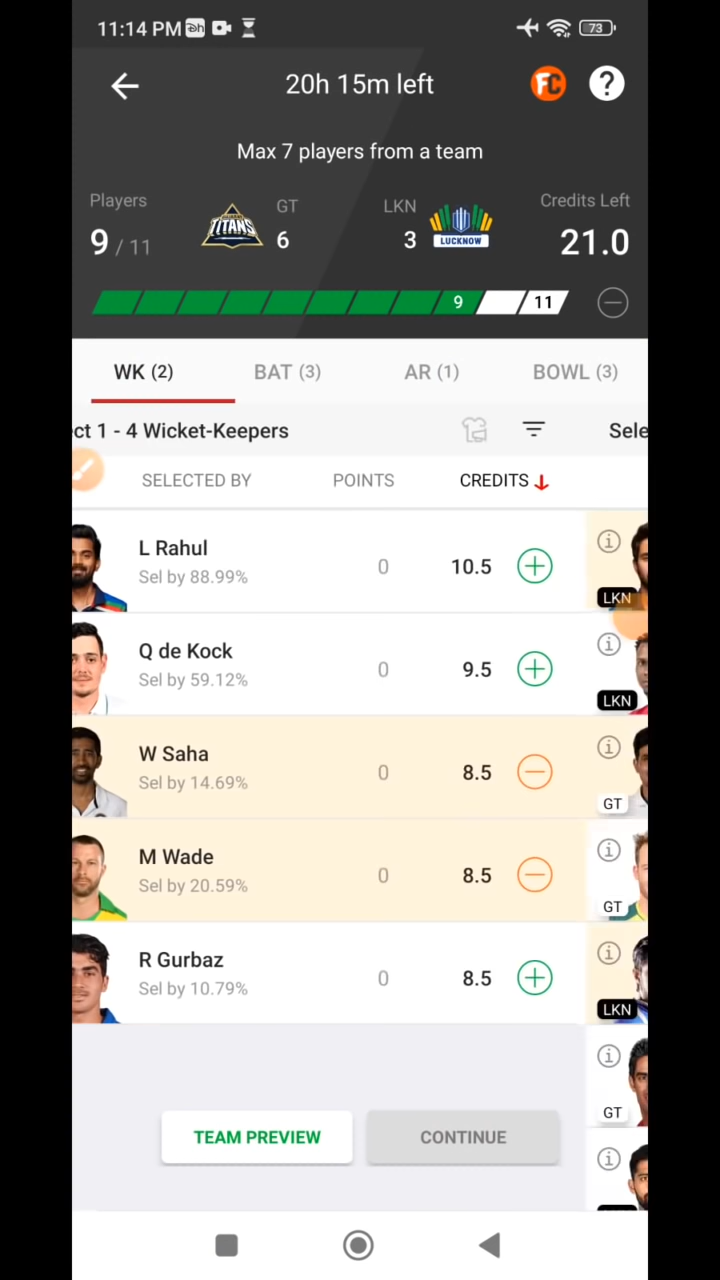 11:14 PM
73
20h 15m left
FC
?
Max 7 players from a team
Players
GT
LKN
Credits Left
9 / 11
TITANS
6
3
LUCKNOW
21.0
9
11
WK (2)
BAT (3)
AR (1)
BOWL (3)
ct 1 - 4 Wicket-Keepers
Sele
SELECTED BY
POINTS
CREDITS
L Rahul
Sel by 88.99%
0
10.5
LKN
Q de Kock
Sel by 59.12%
0
9.5
LKN
W Saha
Sel by 14.69%
0
8.5
GT
M Wade
Sel by 20.59%
0
8.5
GT
R Gurbaz
Sel by 10.79%
0
8.5
LKN
GT
TEAM PREVIEW
CONTINUE